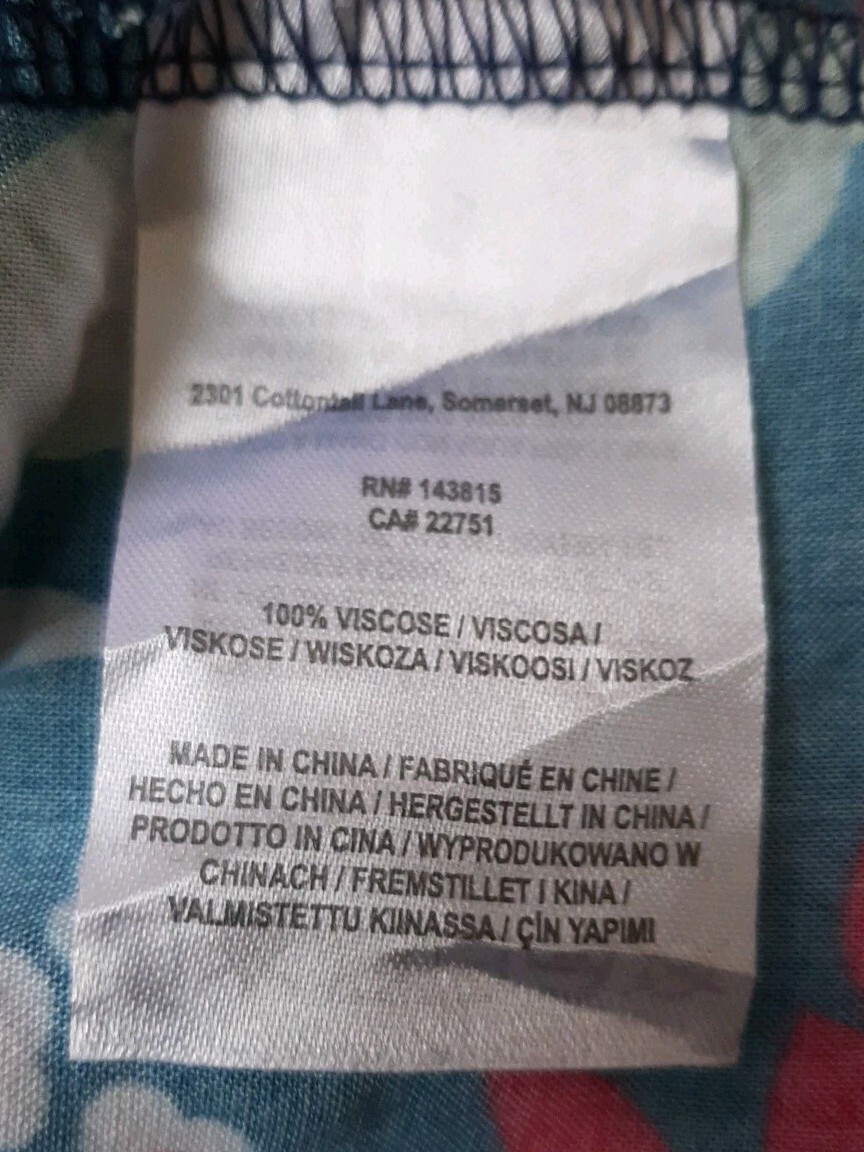 2301 Cottontail Lane, Somerset, NJ 08873
RN# 143815
CA# 22751
100% VISCOSE / VISCOSA /
VISKOSE / WISKOZA / VISKOOSI / VISKOZ
MADE IN CHINA / FABRIQUÉ EN CHINE /
HECHO EN CHINA / HERGESTELLT IN CHINA /
PRODOTTO IN CINA / WYPRODUKOWANO W
CHINACH / FREMSTILLET I KINA /
VALMISTETTU KIINASSA / ÇİN YAPIMI